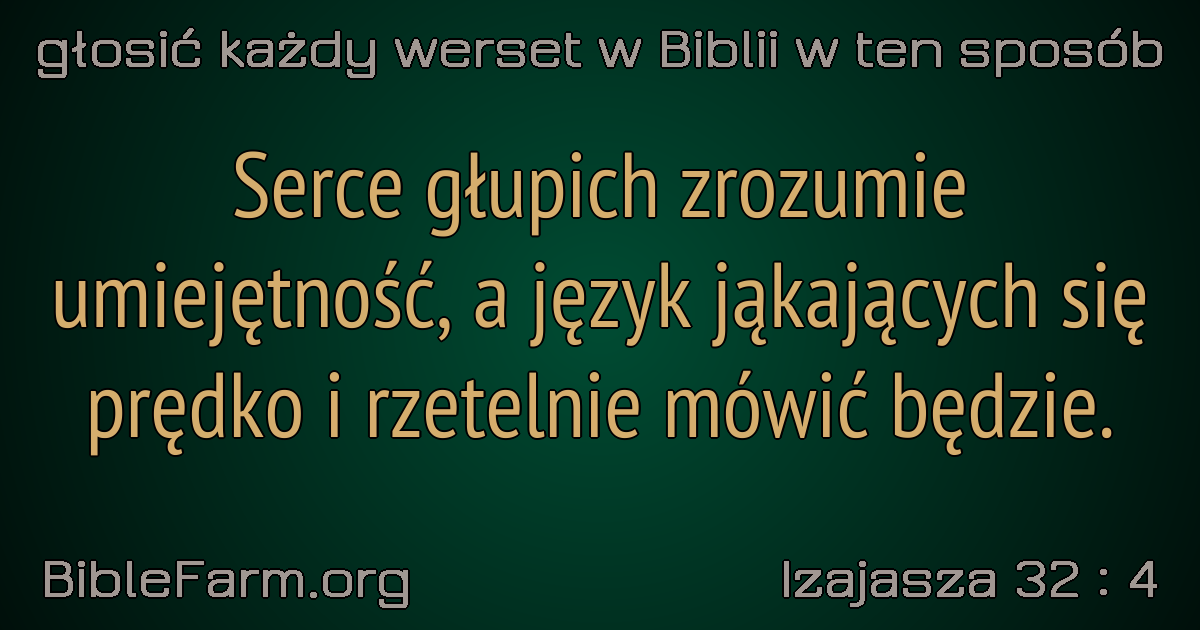 głosić każdy werset w Biblii w ten sposób
Serce głupich zrozumie
umiejętność, a język jąkających się
prędko i rzetelnie mówić będzie.
BibleFarm.org
Izajasza 32 : 4